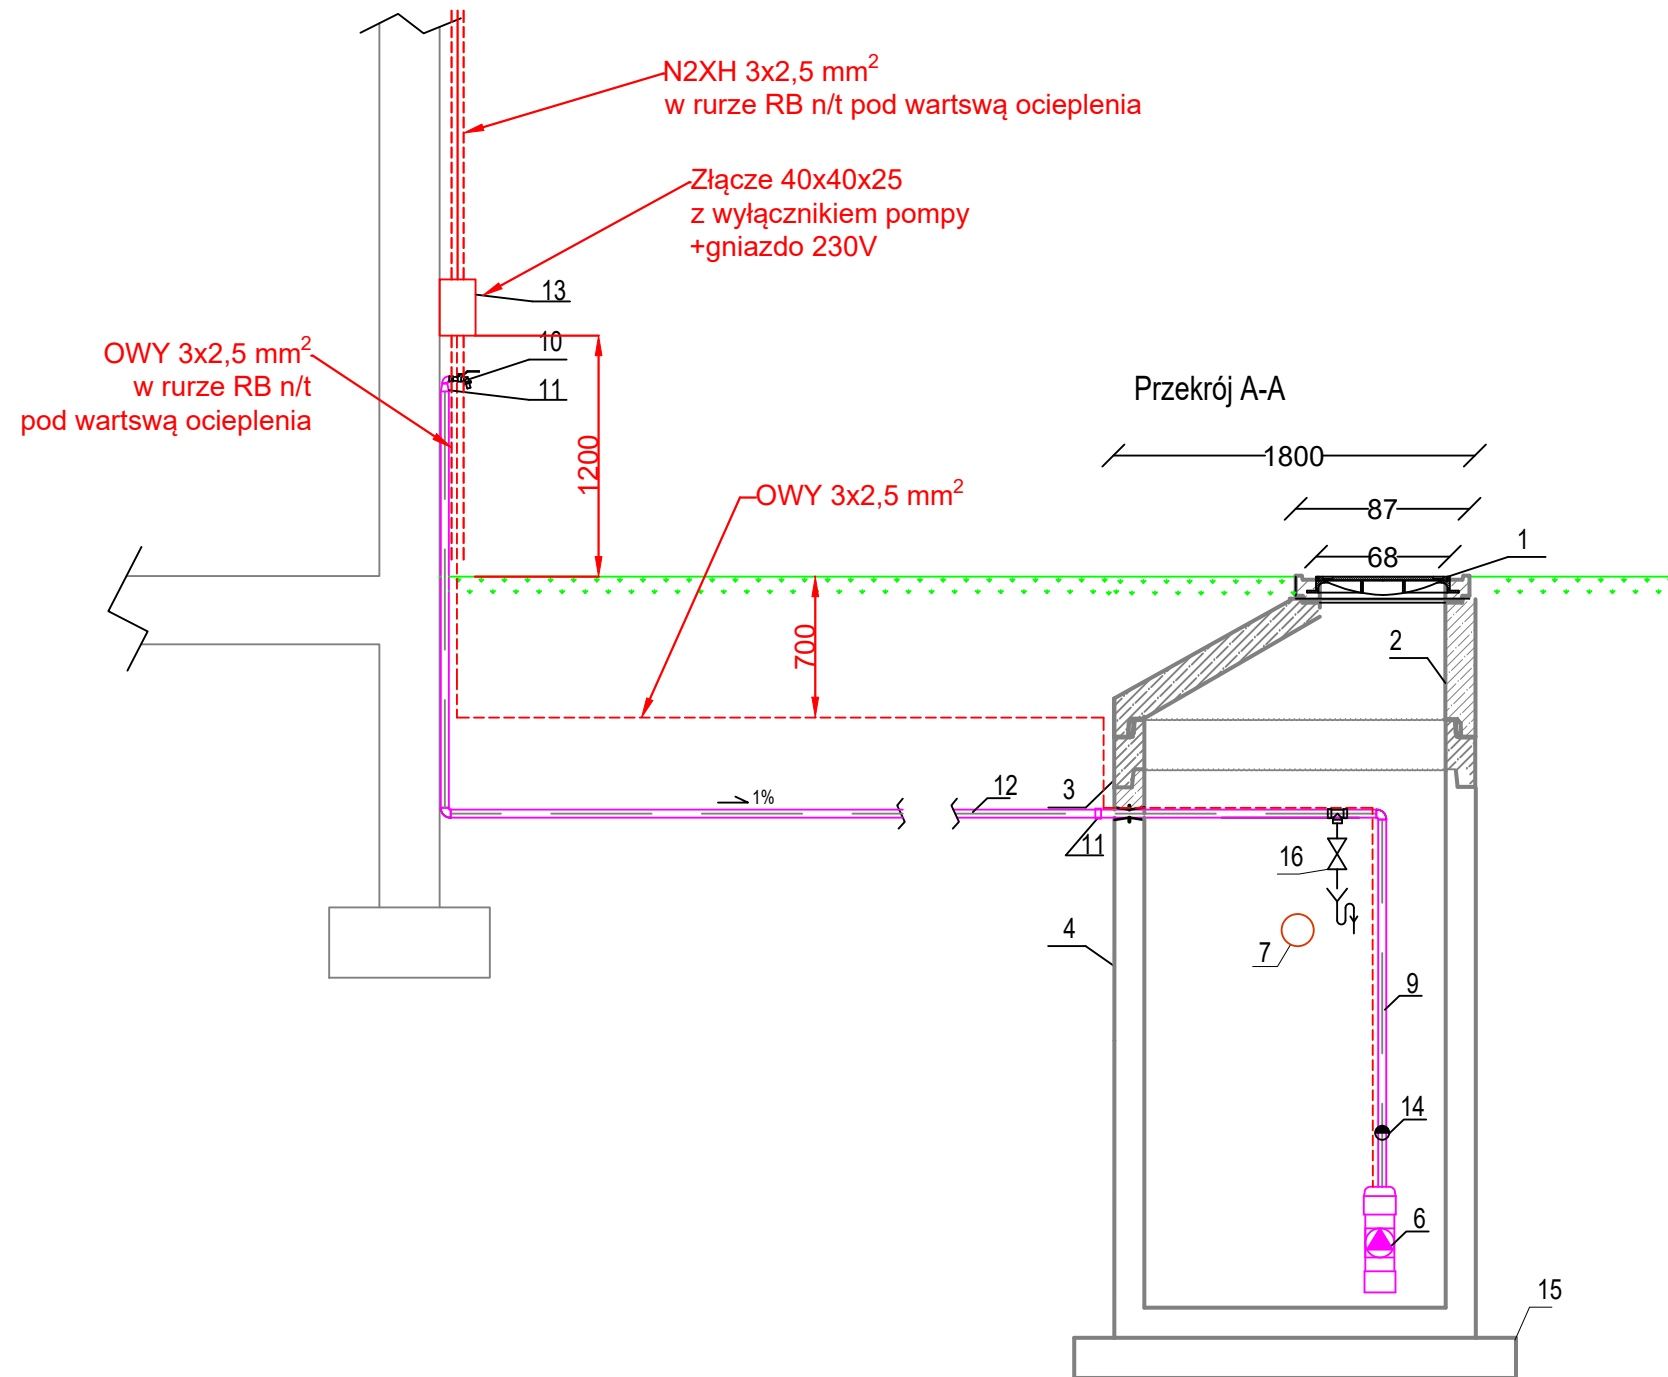 N2XH 3x2,5 mm²
w rurze RB n/t pod wartswą ocieplenia
Złącze 40x40x25
z wyłącznikiem pompy
+gniazdo 230V
13
10
OWY 3x2,5 mm²
w rurze RB n/t
pod wartswą ocieplenia
11
1200
Przekrój A-A
1800
OWY 3x2,5 mm²
87
68
1
700
2
1%
12
3
11
16
4
7
9
14
6
15